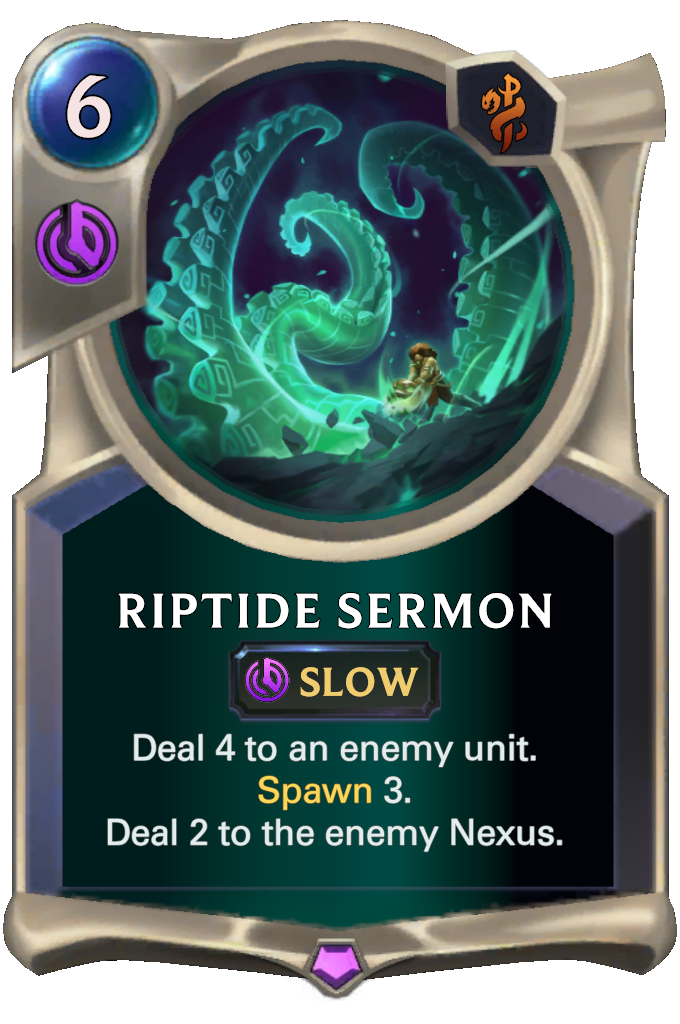 6
RIPTIDE SERMON
SLOW
Deal 4 to an enemy unit.
Spawn 3.
Deal 2 to the enemy Nexus.